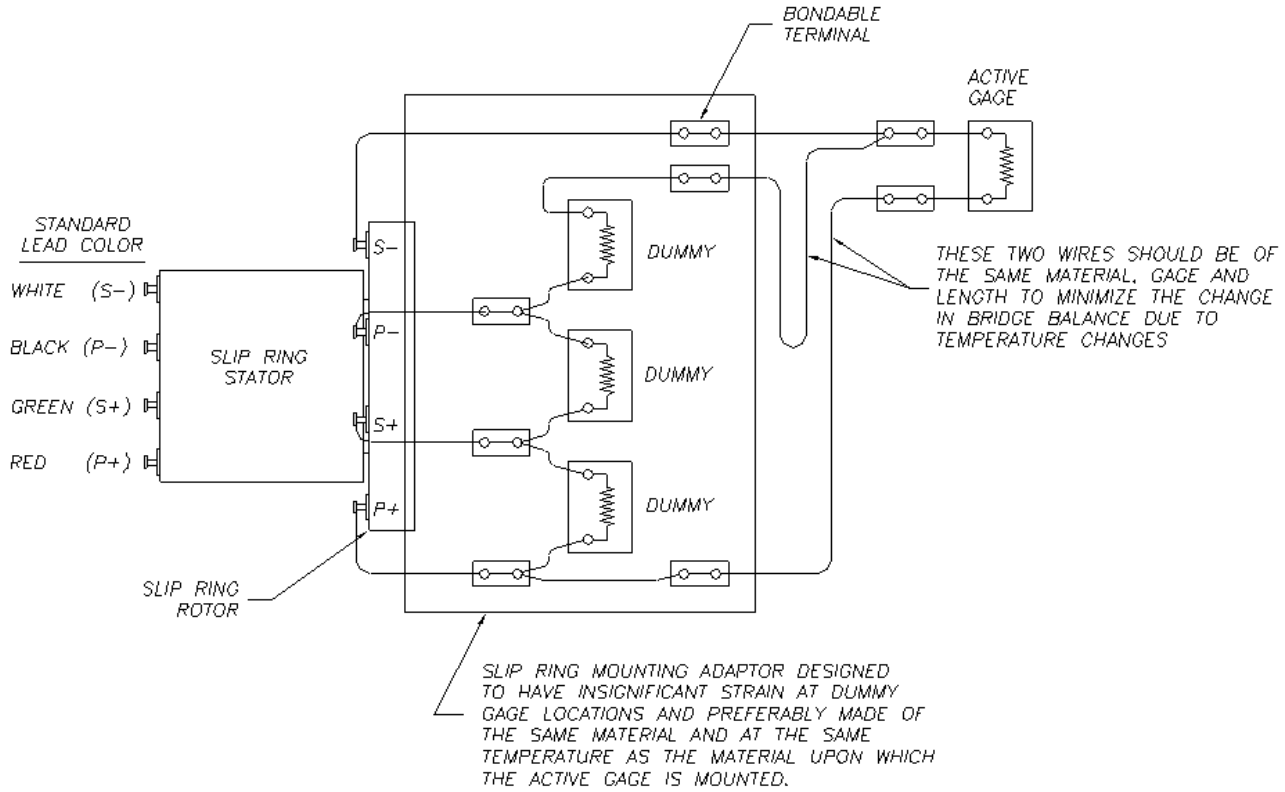 BONDABLE
TERMINAL
ACTIVE
GAGE
STANDARD
LEAD COLOR
WHITE (S-)
BLACK (P-)
GREEN (S+)
RED (P+)
SLIP RING
STATOR
S-
P-
S+
P+
DUMMY
DUMMY
DUMMY
THESE TWO WIRES SHOULD BE OF
THE SAME MATERIAL, GAGE AND
LENGTH TO MINIMIZE THE CHANGE
IN BRIDGE BALANCE DUE TO
TEMPERATURE CHANGES
SLIP RING
ROTOR
SLIP RING MOUNTING ADAPTOR DESIGNED
TO HAVE INSIGNIFICANT STRAIN AT DUMMY
GAGE LOCATIONS AND PREFERABLY MADE OF
THE SAME MATERIAL AND AT THE SAME
TEMPERATURE AS THE MATERIAL UPON WHICH
THE ACTIVE GAGE IS MOUNTED.